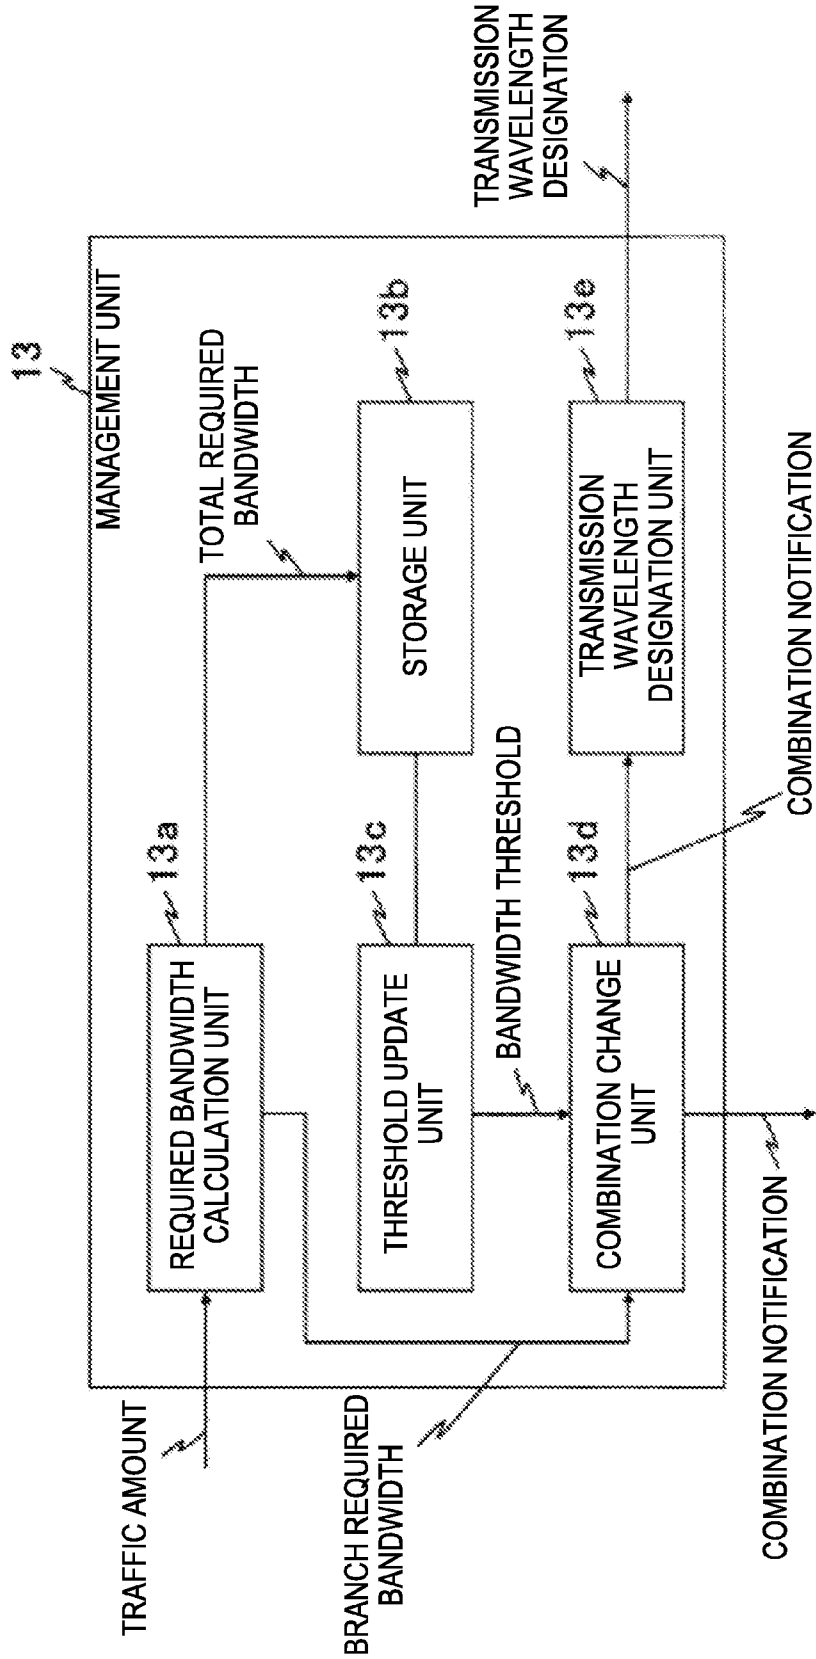 13
MANAGEMENT UNIT
TRAFFIC AMOUNT
REQUIRED BANDWIDTH
CALCULATION UNIT
13a
TOTAL REQUIRED
BANDWIDTH
BRANCH REQUIRED
BANDWIDTH
THRESHOLD UPDATE
UNIT
13c
STORAGE UNIT
13b
BANDWIDTH THRESHOLD
COMBINATION CHANGE
UNIT
13d
TRANSMISSION
WAVELENGTH
DESIGNATION UNIT
13e
TRANSMISSION
WAVELENGTH
DESIGNATION
COMBINATION NOTIFICATION
COMBINATION NOTIFICATION